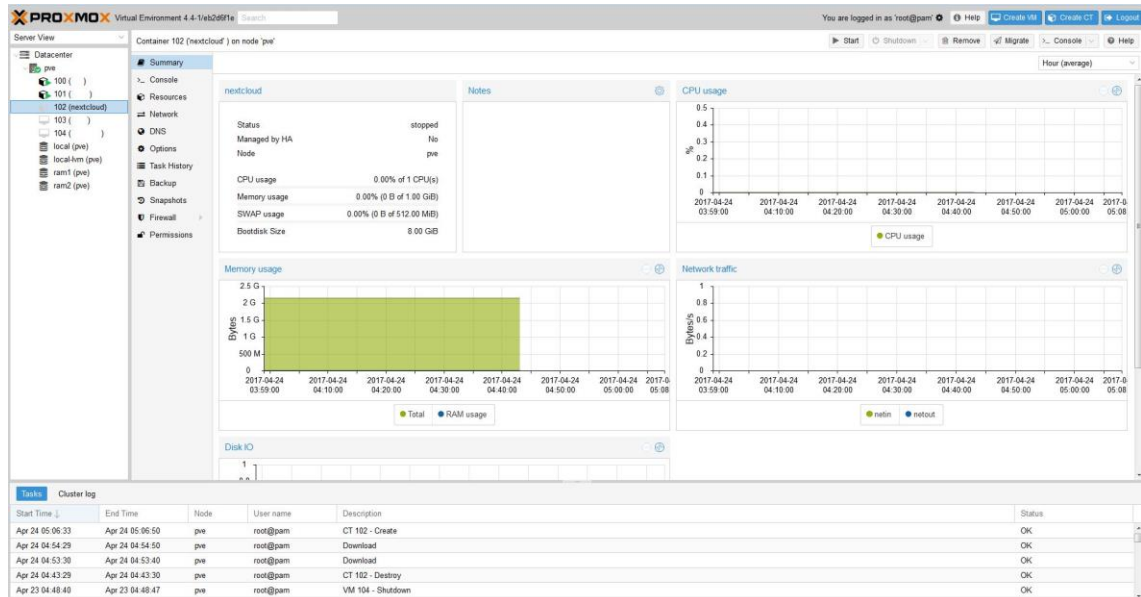 PROXMOX Virtual Environment 4.4-1/eb2d6f1e Search You are logged in as 'root@pam' Help Create VM Create CT Logout
Server View
Container 102 ('nextcloud' ) on node 'pve' Start Shutdown Remove Migrate >_ Console Help
Hour (average)
Datacenter
pve
100 ( )
101 ( )
102 (nextcloud)
103 ( )
104 ( )
local (pve)
local-lvm (pve)
ram1 (pve)
ram2 (pve)
Summary
>_ Console
Resources
Network
DNS
Options
Task History
Backup
Snapshots
Firewall
Permissions
nextcloud
Status stopped
Managed by HA No
Node pve
CPU usage 0.00% of 1 CPU(s)
Memory usage 0.00% (0 B of 1.00 GiB)
SWAP usage 0.00% (0 B of 512.00 MiB)
Bootdisk Size 8.00 GiB
Notes
CPU usage
%
0.5
0.4
0.3
0.2
0.1
0
2017-04-24 2017-04-24 2017-04-24 2017-04-24 2017-04-24 2017-04-24 2017-04-24 2017-0
03:59:00 04:10:00 04:20:00 04:30:00 04:40:00 04:50:00 05:00:00 05:08
CPU usage
Memory usage
Bytes
2.5 G
2 G
1.5 G
1 G
500 M
0
2017-04-24 2017-04-24 2017-04-24 2017-04-24 2017-04-24 2017-04-24 2017-04-24 2017-0
03:59:00 04:10:00 04:20:00 04:30:00 04:40:00 04:50:00 05:00:00 05:08
Total RAM usage
Network traffic
Bytes/s
1
0.8
0.6
0.4
0.2
0
2017-04-24 2017-04-24 2017-04-24 2017-04-24 2017-04-24 2017-04-24 2017-04-24 2017-0
03:59:00 04:10:00 04:20:00 04:30:00 04:40:00 04:50:00 05:00:00 05:08
netin netout
Disk IO
1
Tasks Cluster log
Start Time ↓ End Time Node User name Description Status
Apr 24 05:06:33 Apr 24 05:06:50 pve root@pam CT 102 - Create OK
Apr 24 04:54:29 Apr 24 04:54:50 pve root@pam Download OK
Apr 24 04:53:30 Apr 24 04:53:40 pve root@pam Download OK
Apr 24 04:43:29 Apr 24 04:43:30 pve root@pam CT 102 - Destroy OK
Apr 23 04:48:40 Apr 23 04:48:47 pve root@pam VM 104 - Shutdown OK